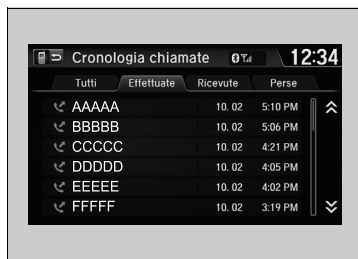 Cronologia chiamate 12:34
Tutti Effettuate Ricevute Perse
AAAAA 10. 02 5:10 PM
BBBBB 10. 02 5:06 PM
CCCCC 10. 02 4:21 PM
DDDDD 10. 02 4:05 PM
EEEEE 10. 02 4:02 PM
FFFFF 10. 02 3:19 PM